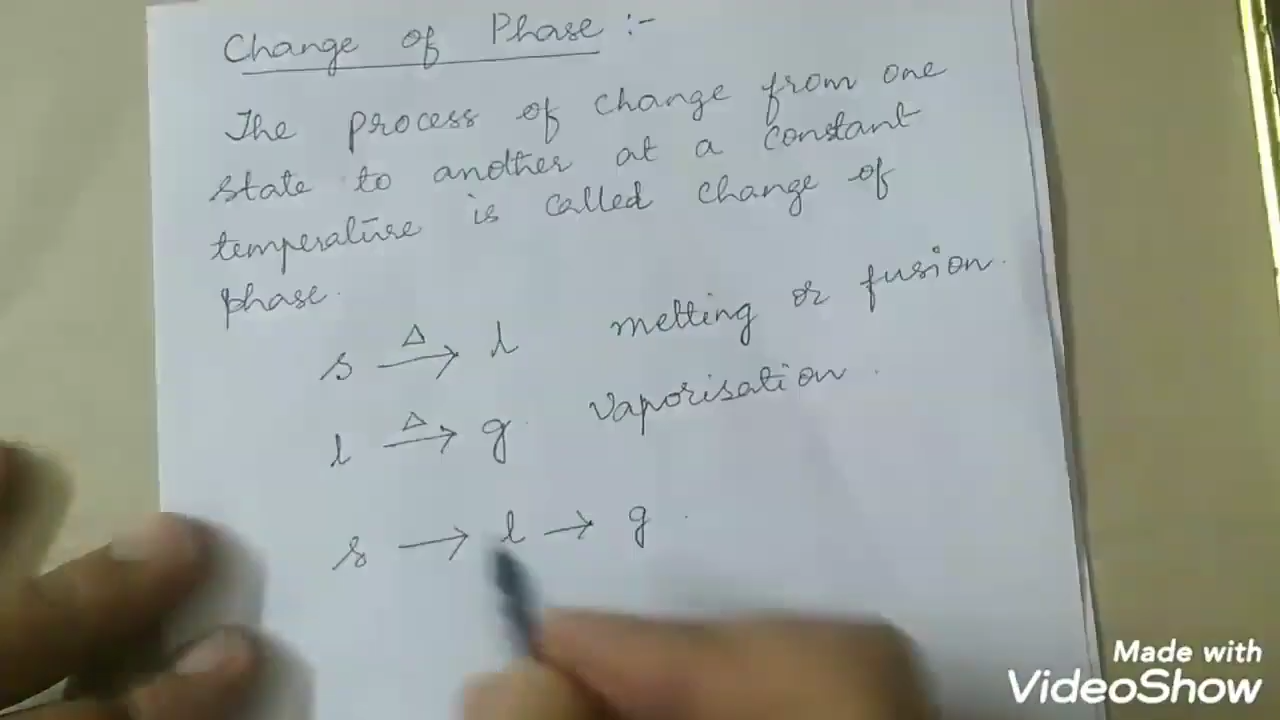 Change of Phase :-
The process of change from one
state to another at a constant
temperature is called change of
phase.
s Δ→ l melting or fusion.
l Δ→ g vaporisation.
s → l → g
Made with
VideoShow